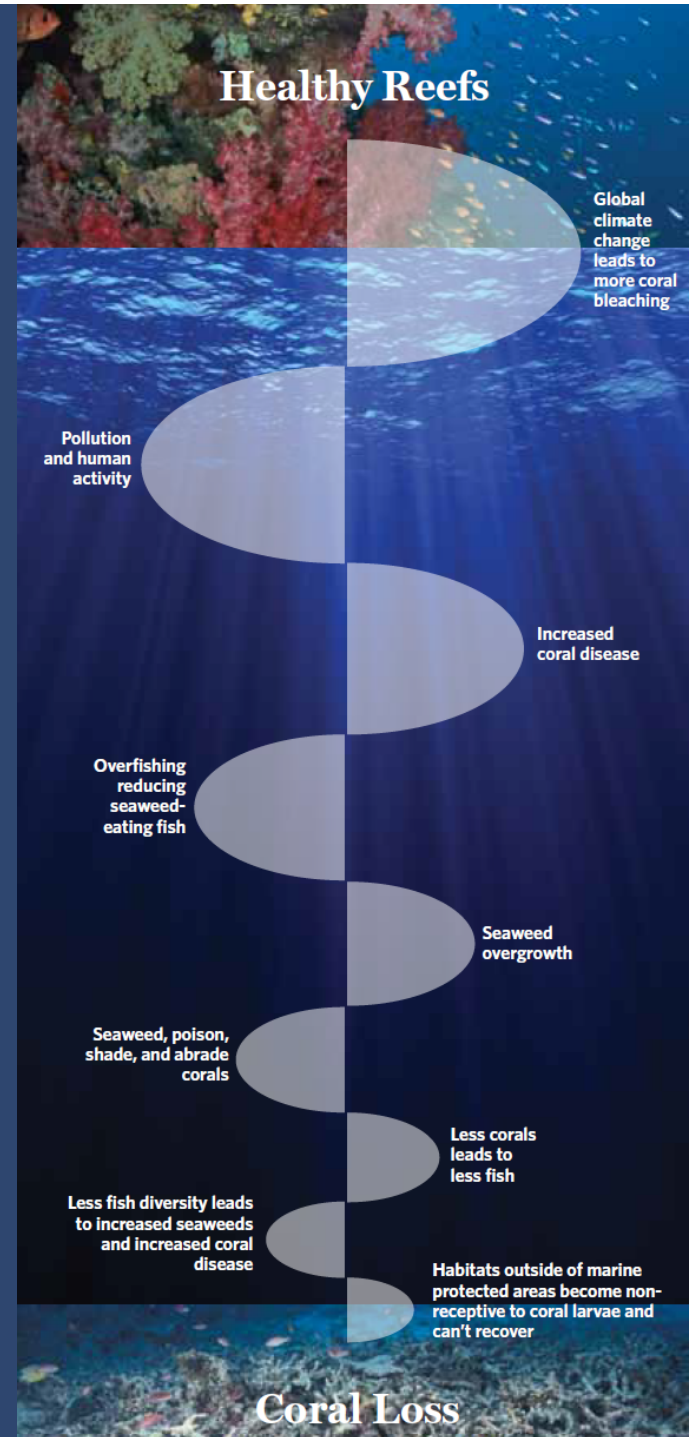 Healthy Reefs
Global
climate
change
leads to
more coral
bleaching
Pollution
and human
activity
Increased
coral disease
Overfishing
reducing
seaweed-
eating fish
Seaweed
overgrowth
Seaweed, poison,
shade, and abrade
corals
Less corals
leads to
less fish
Less fish diversity leads
to increased seaweeds
and increased coral
disease
Habitats outside of marine
protected areas become non-
receptive to coral larvae and
can't recover
Coral Loss